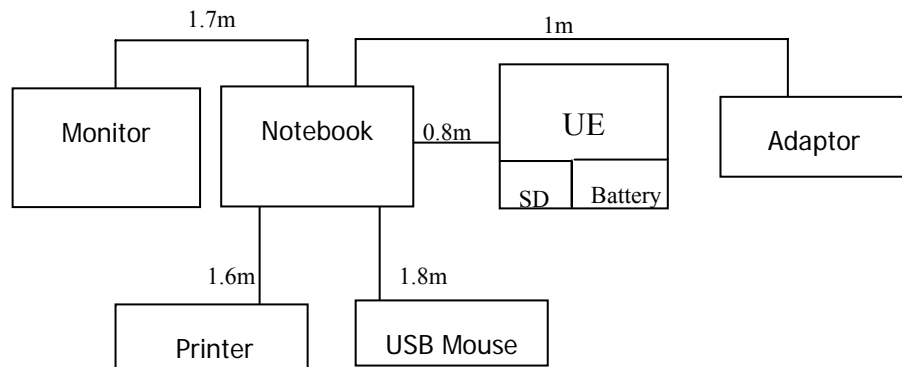 1.7m
1m
Monitor
Notebook
0.8m
UE
Adaptor
SD
Battery
1.6m
1.8m
Printer
USB Mouse